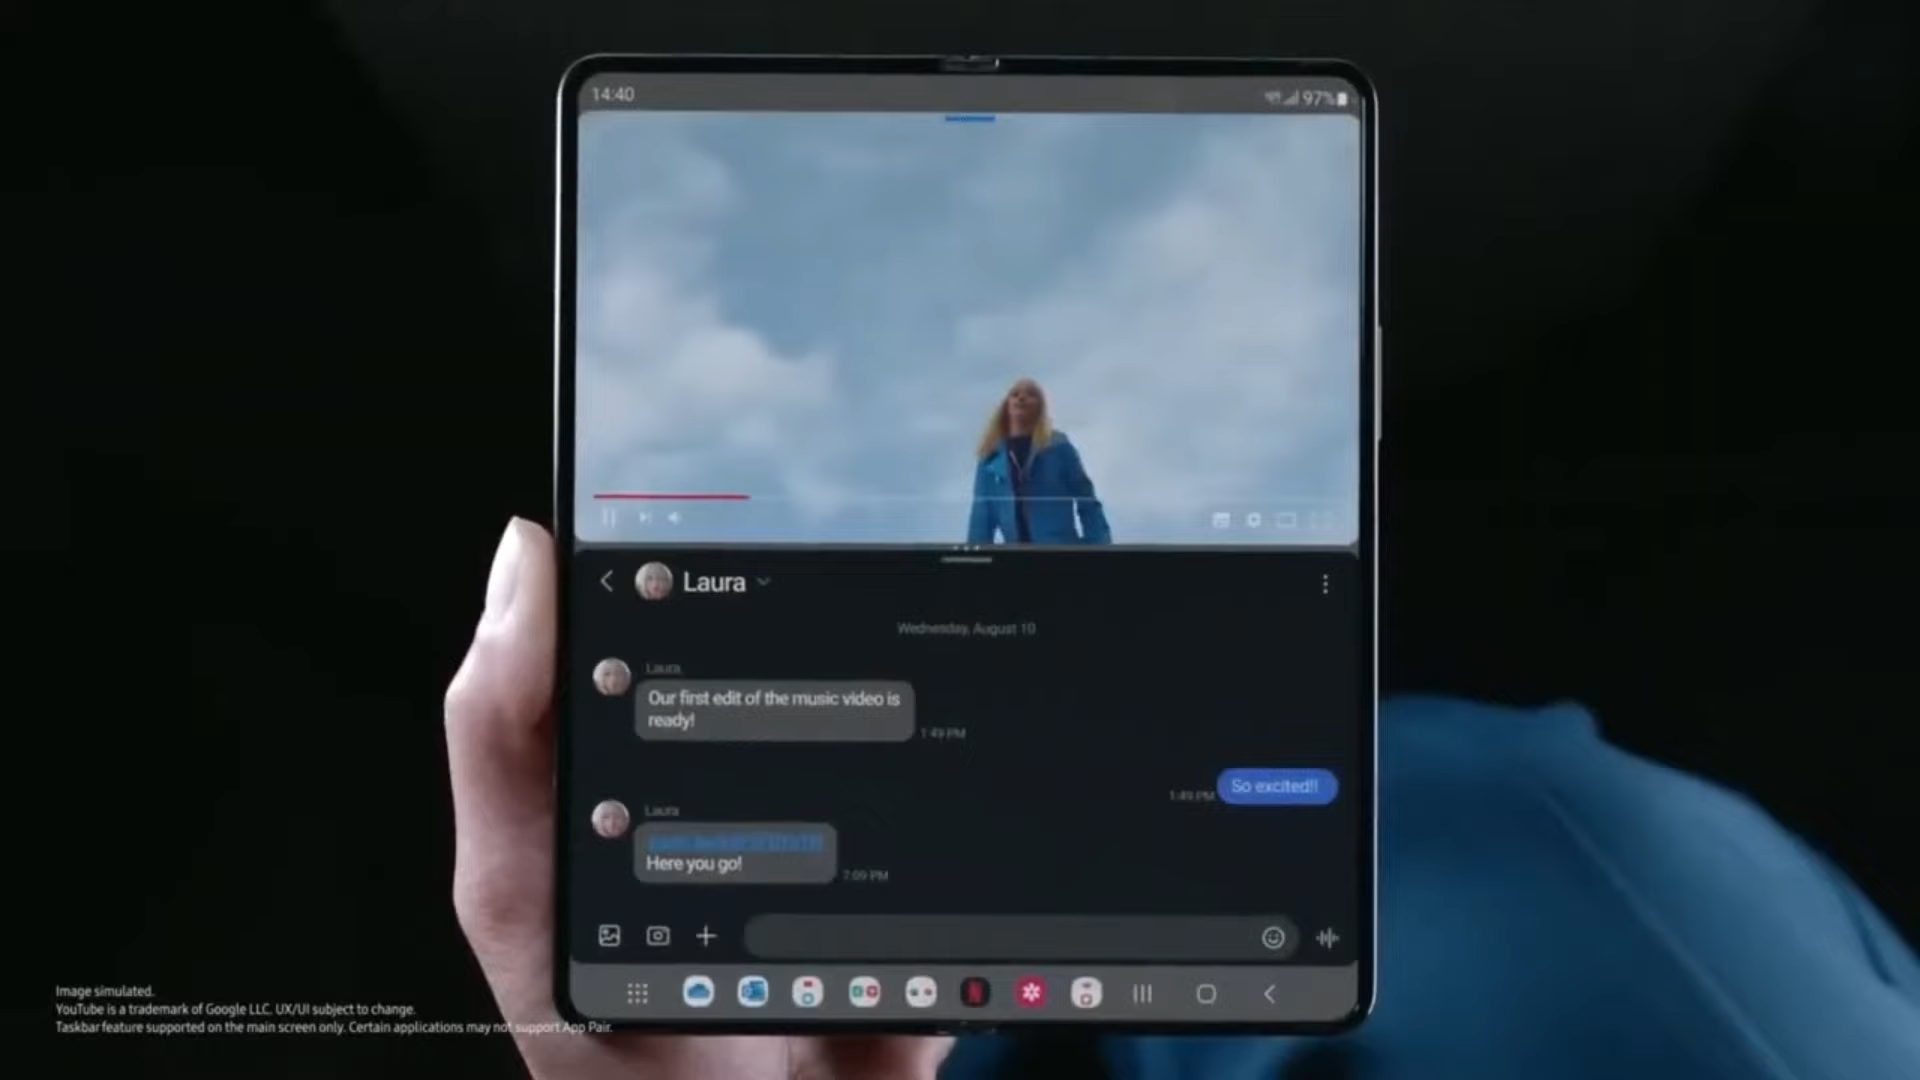 14:40
97%
Laura
Wednesday, August 10
Laura
Our first edit of the music video is
ready!
1:49 PM
So excited!!
1:49 PM
Laura
Here you go!
7:09 PM
Image simulated.
YouTube is a trademark of Google LLC. UX/UI subject to change.
Taskbar feature supported on the main screen only. Certain applications may not support App Pair.